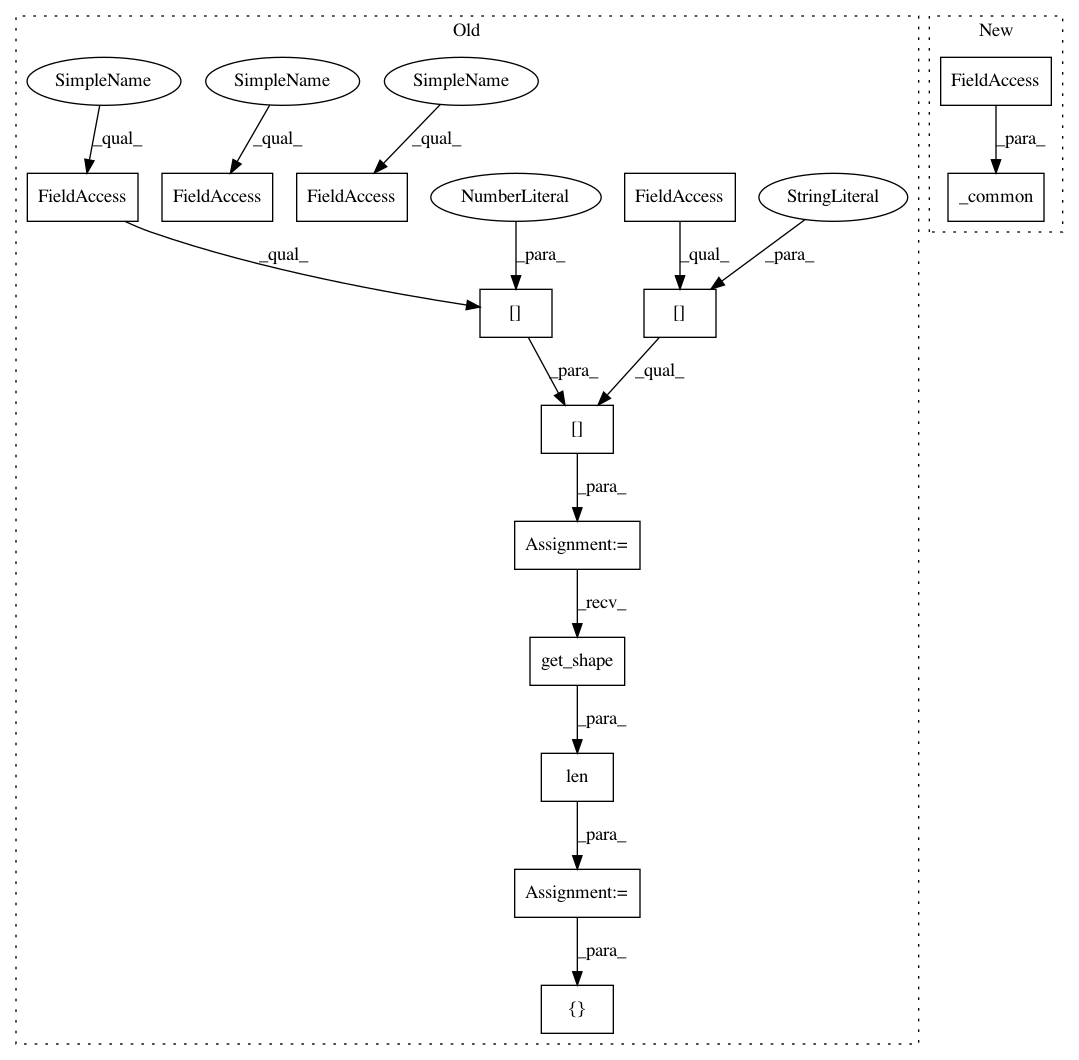 Old
New
SimpleName
SimpleName
SimpleName
FieldAccess
_qual_
_qual_
_qual_
_para_
FieldAccess
FieldAccess
FieldAccess
NumberLiteral
FieldAccess
StringLiteral
_common
_qual_
_para_
_qual_
_para_
[]
[]
_para_
_qual_
[]
_para_
Assignment:=
_recv_
get_shape
_para_
len
_para_
Assignment:=
_para_
{}